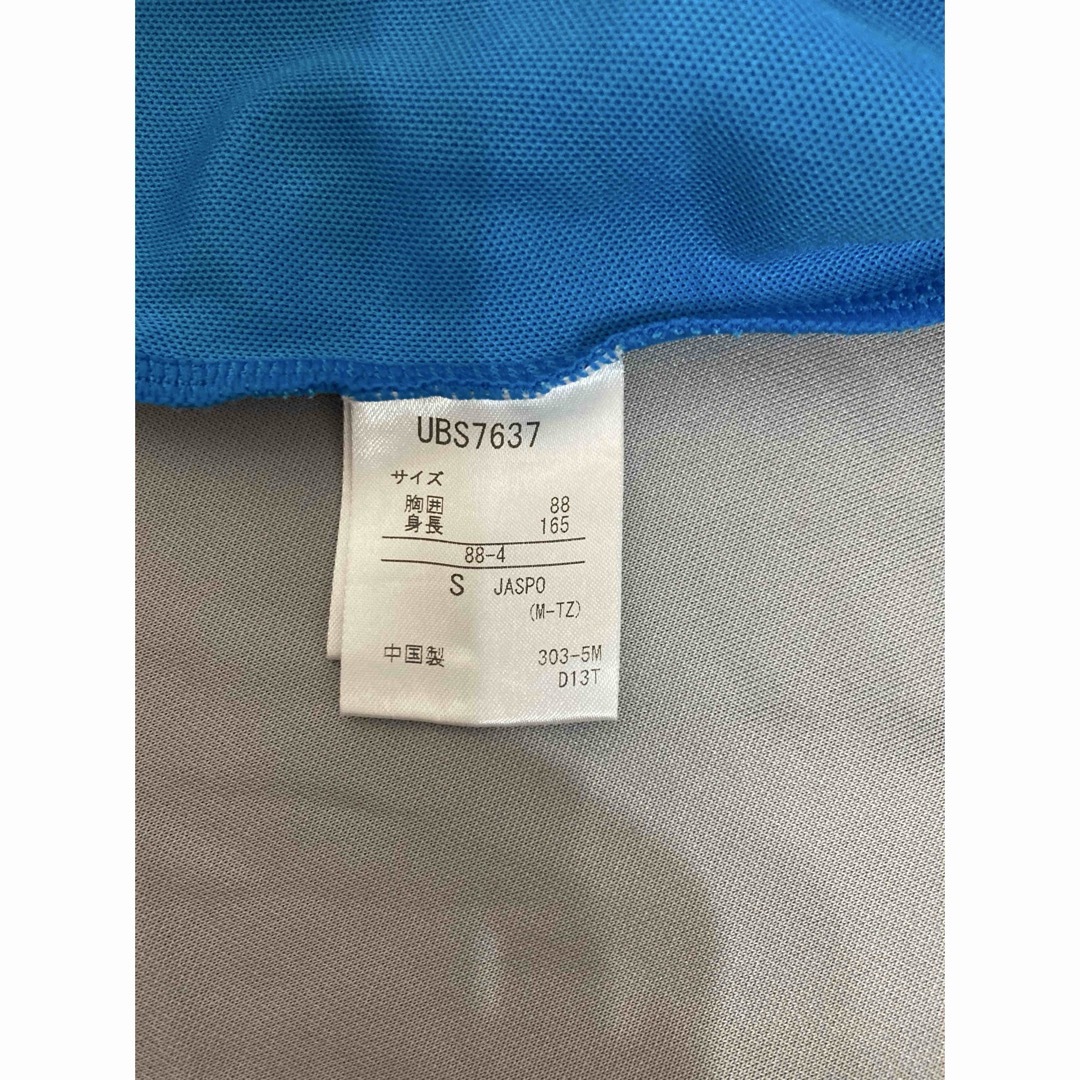 UBS7637
サイズ
胸囲 88
身長 165
88-4
S JASPO
(M-TZ)
中国製 303-5M
D13T